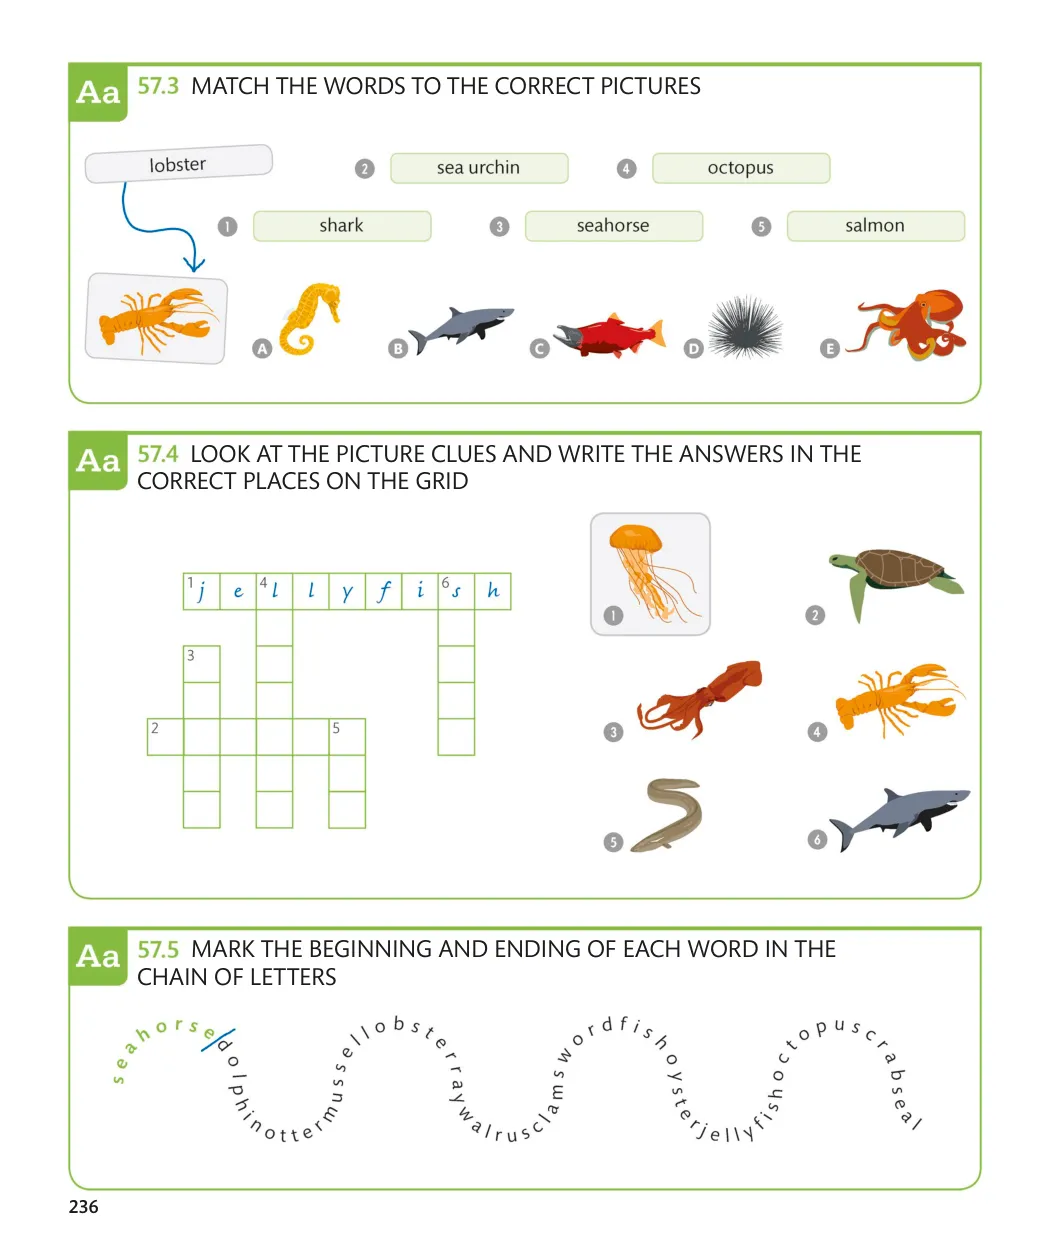 Aa 57.3 MATCH THE WORDS TO THE CORRECT PICTURES
lobster
2 sea urchin 4 octopus
1 shark 3 seahorse 5 salmon
A B C D E
Aa 57.4 LOOK AT THE PICTURE CLUES AND WRITE THE ANSWERS IN THE
CORRECT PLACES ON THE GRID
1 j e 4 l l y f i 6 s h
3
2 5
1 2
3 4
5 6
Aa 57.5 MARK THE BEGINNING AND ENDING OF EACH WORD IN THE
CHAIN OF LETTERS
seahorse/dolphinottermussellobsterraywalrusclamswordfishoysterjellyfishoctopuscrabseal
236